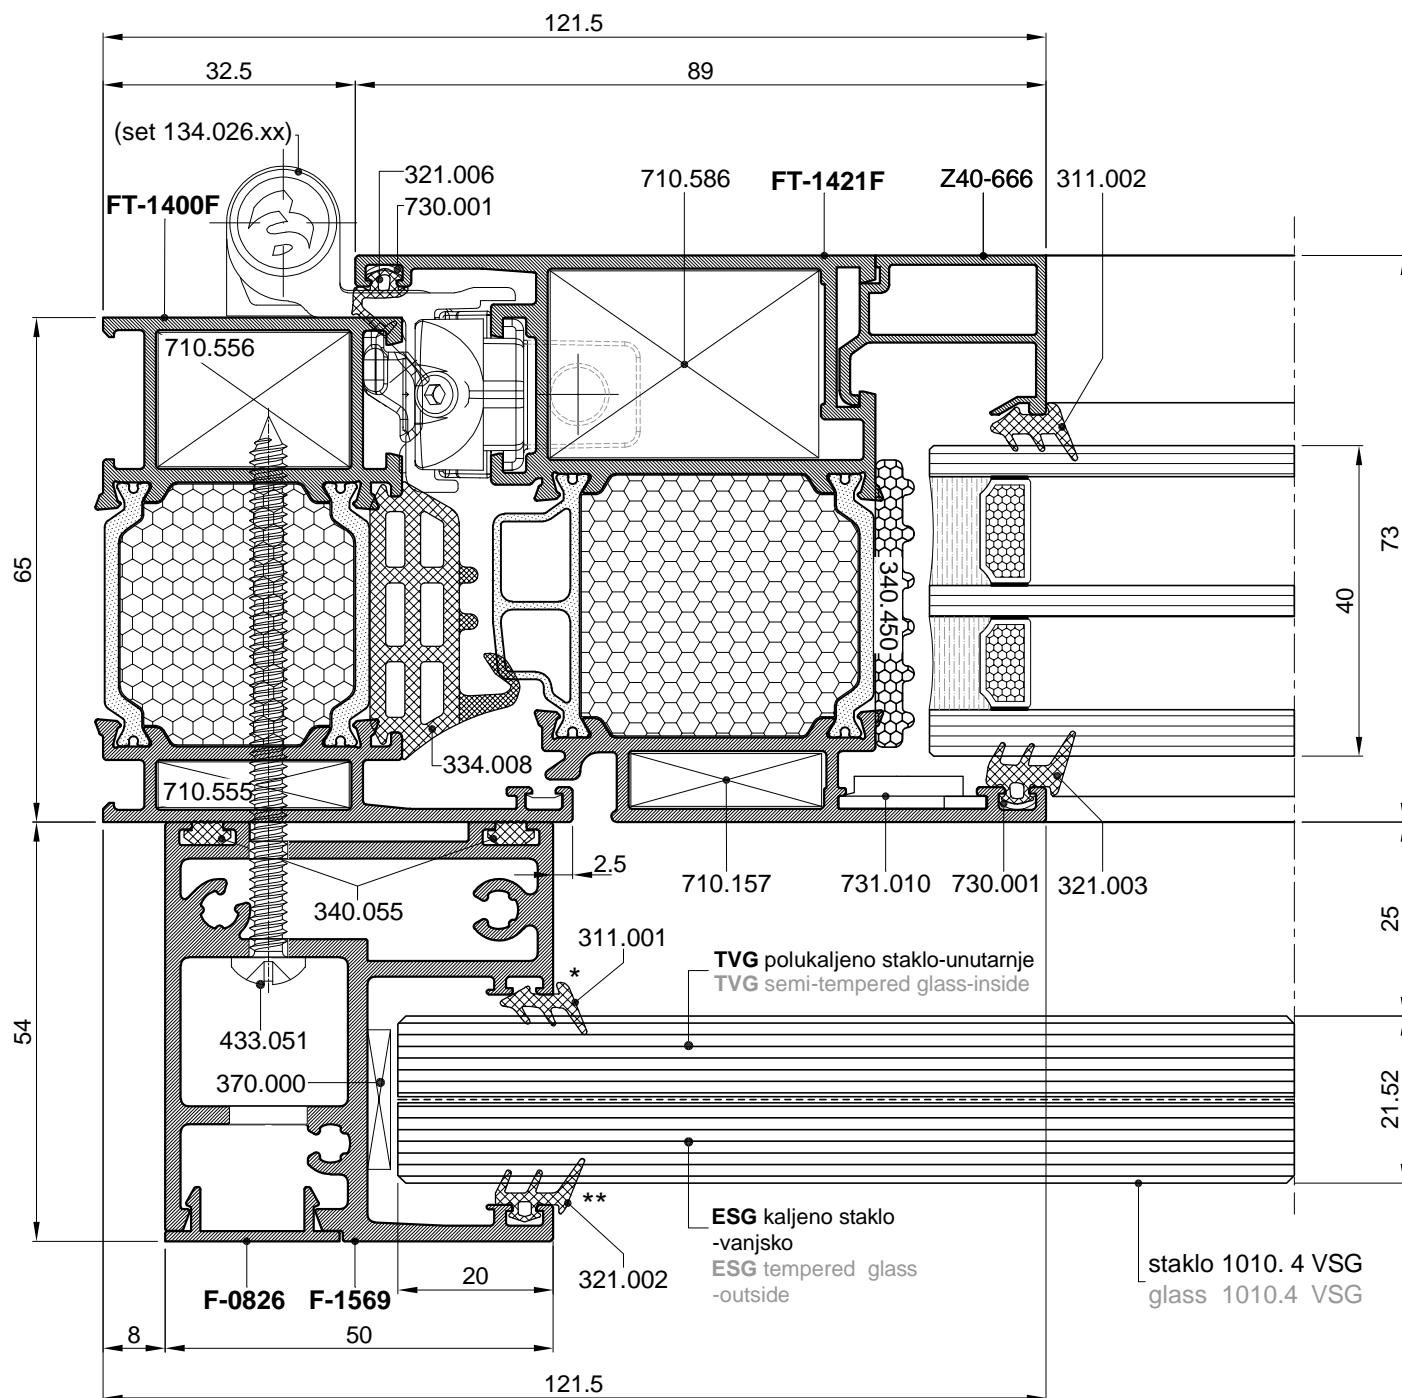 121.5
32.5
89
(set 134.026.xx)
321.006
730.001
710.586
FT-1421F
Z40-666
311.002
FT-1400F
710.556
65
73
40
340.450
334.008
710.555
2.5
710.157
731.010
730.001
321.003
340.055
311.001
*
25
TVG polukaljeno staklo-unutarnje
TVG semi-tempered glass-inside
54
433.051
370.000
21.52
**
ESG kaljeno staklo
-vanjsko
ESG tempered glass
-outside
321.002
20
staklo 1010. 4 VSG
glass 1010.4 VSG
F-0826
F-1569
8
50
121.5